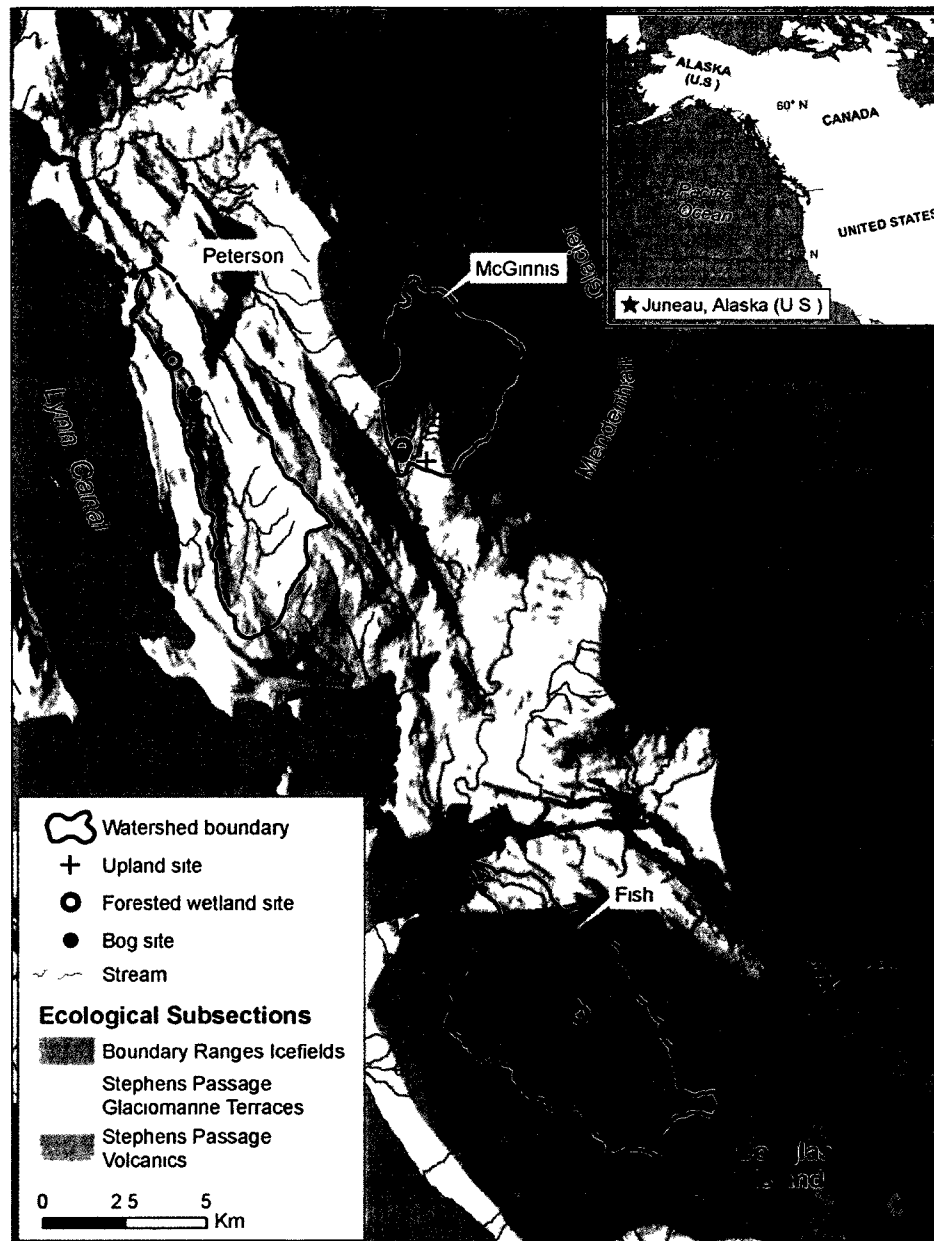 ALASKA
(U.S )
60° N
CANADA
Pacific
Ocean
UNITED STATES
N
★ Juneau, Alaska (U S )
Peterson
McGinnis
Glacier
Mendenhall
Lynn Canal
Fish
Watershed boundary
Upland site
Forested wetland site
Bog site
Stream
Ecological Subsections
Boundary Ranges Icefields
Stephens Passage
Glaciomarine Terraces
Stephens Passage
Volcanics
0 2 5 5
Km